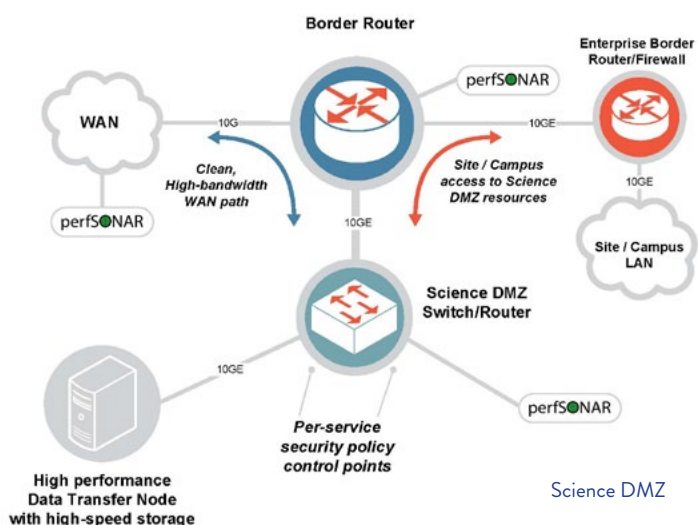 Border Router
Enterprise Border
Router/Firewall
perfSONAR
WAN
10G
10GE
Clean,
High-bandwidth
WAN path
Site / Campus
access to Science
DMZ resources
10GE
perfSONAR
10GE
Site / Campus
LAN
Science DMZ
Switch/Router
10GE
perfSONAR
Per-service
security policy
control points
High performance
Data Transfer Node
with high-speed storage
Science DMZ